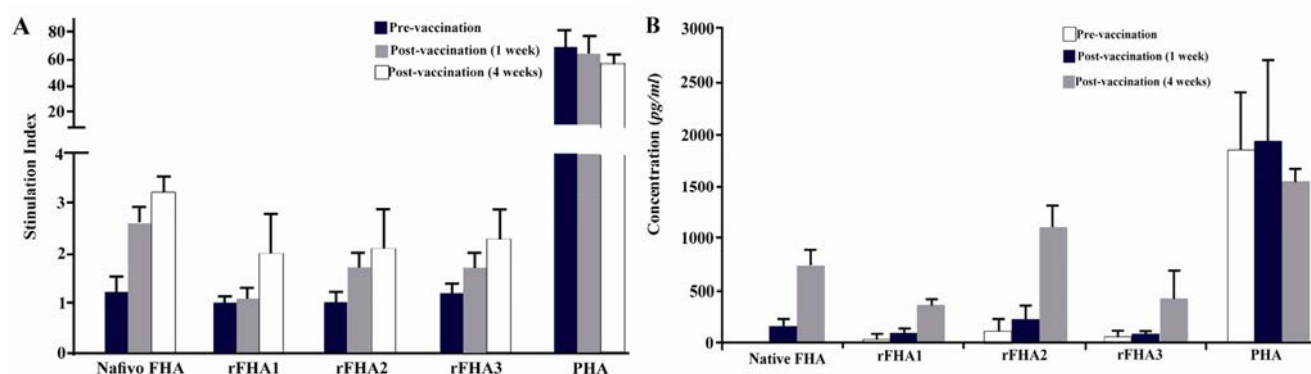 A
Stinulation Index
80
60
40
20
4
3
2
1
0
Pre-vaccination
Post-vaccination (1 week)
Post-vaccination (4 weeks)
Nafivo FHA rFHA1 rFHA2 rFHA3 PHA
B
Concentration (pg/ml)
3000
2500
2000
1500
1000
500
0
Pre-vaccination
Post-vaccination (1 week)
Post-vaccination (4 weeks)
Native FHA rFHA1 rFHA2 rFHA3 PHA